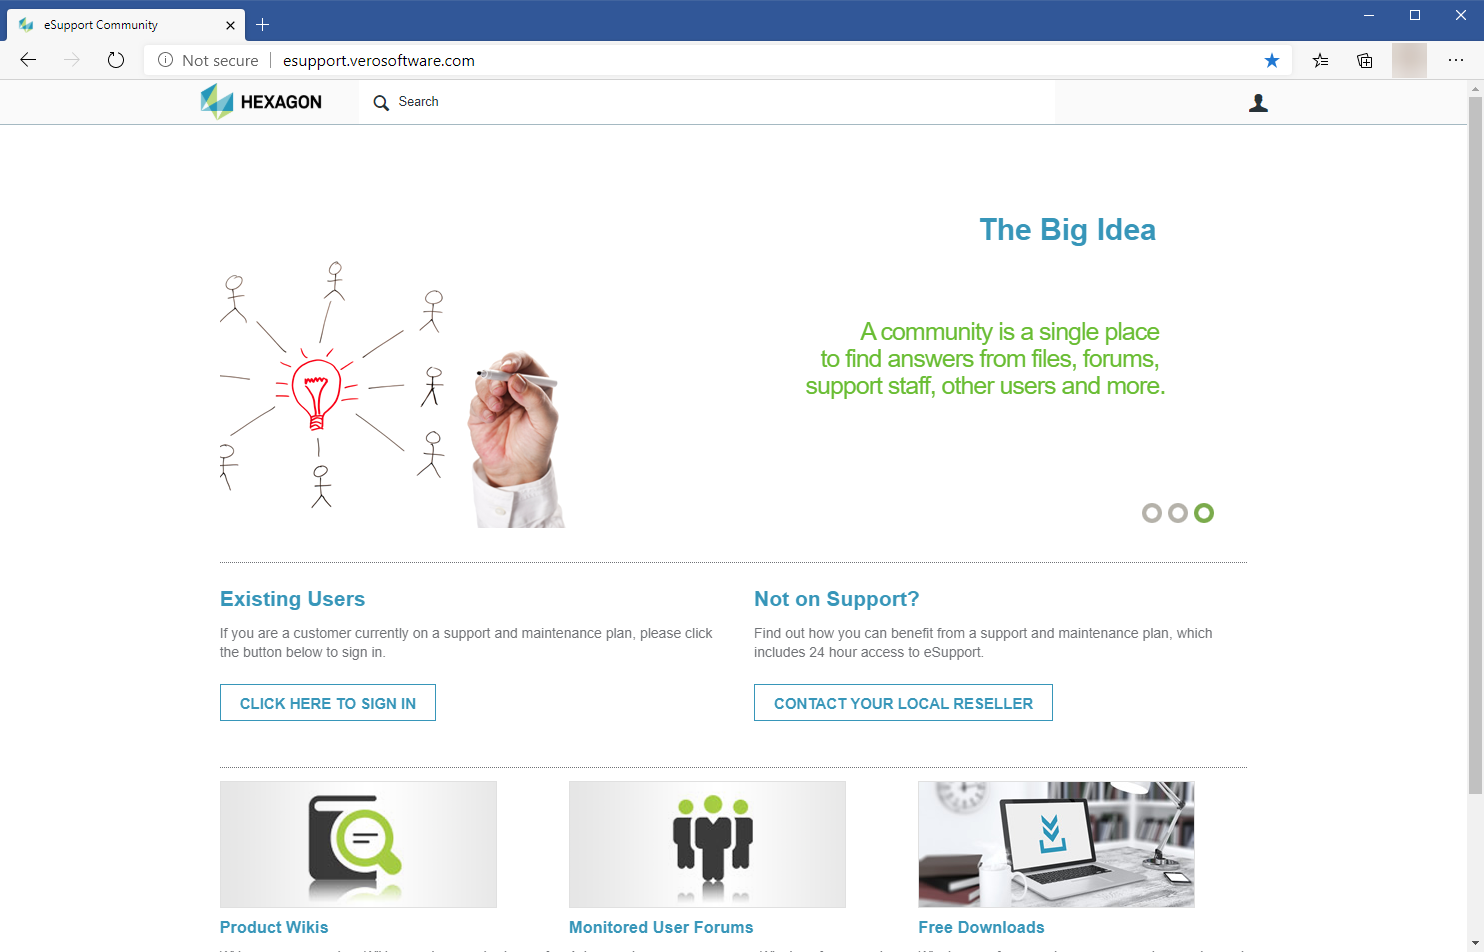 eSupport Community
Not secure
esupport.verosoftware.com
HEXAGON
Search
The Big Idea
A community is a single place
to find answers from files, forums,
support staff, other users and more.
Existing Users
If you are a customer currently on a support and maintenance plan, please click
the button below to sign in.
CLICK HERE TO SIGN IN
Not on Support?
Find out how you can benefit from a support and maintenance plan, which
includes 24 hour access to eSupport.
CONTACT YOUR LOCAL RESELLER
Product Wikis
Monitored User Forums
Free Downloads